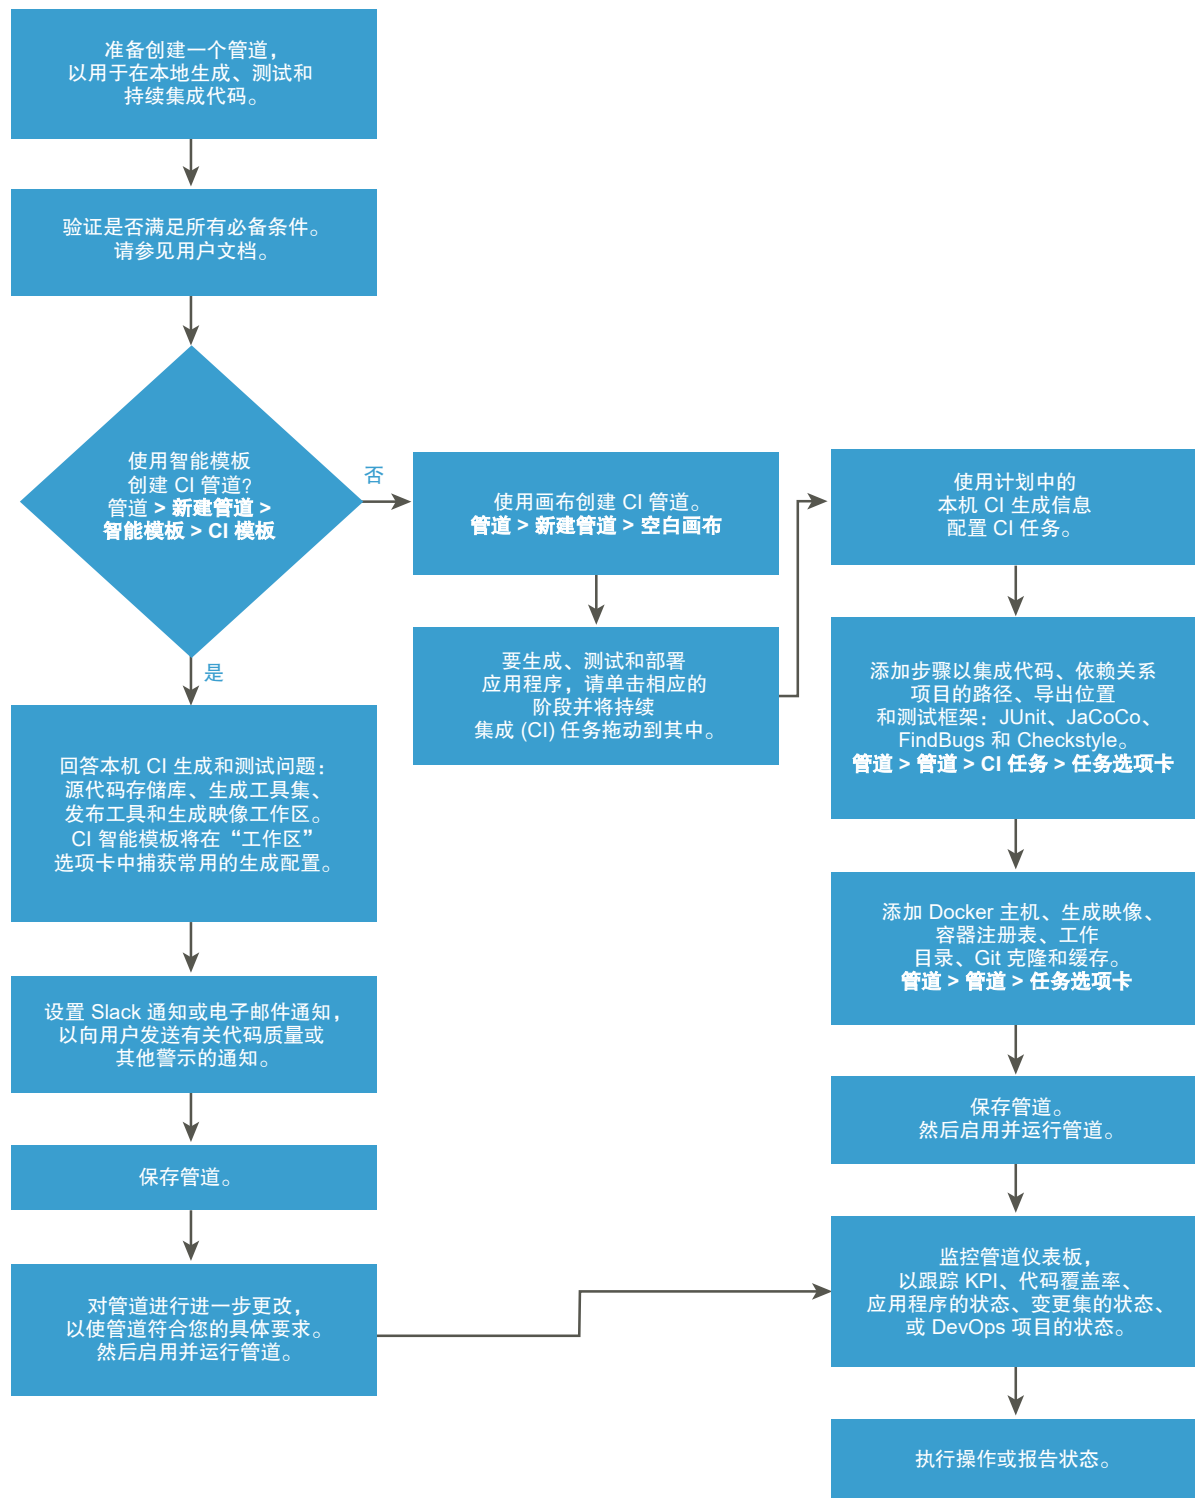 准备创建一个管道，
以用于在本地生成、测试和
持续集成代码。
验证是否满足所有必备条件。
请参见用户文档。
使用智能模板
创建 CI 管道？
管道 > 新建管道 >
智能模板 > CI 模板
否
是
使用画布创建 CI 管道。
管道 > 新建管道 > 空白画布
要生成、测试和部署
应用程序，请单击相应的
阶段并将持续
集成 (CI) 任务拖动到其中。
回答本机 CI 生成和测试问题：
源代码存储库、生成工具集、
发布工具和生成映像工作区。
CI 智能模板将在“工作区”
选项卡中捕获常用的生成配置。
设置 Slack 通知或电子邮件通知，
以向用户发送有关代码质量或
其他警示的通知。
保存管道。
对管道进行进一步更改，
以使管道符合您的具体要求。
然后启用并运行管道。
使用计划中的
本机 CI 生成信息
配置 CI 任务。
添加步骤以集成代码、依赖关系
项目的路径、导出位置
和测试框架：JUnit、JaCoCo、
FindBugs 和 Checkstyle。
管道 > 管道 > CI 任务 > 任务选项卡
添加 Docker 主机、生成映像、
容器注册表、工作
目录、Git 克隆和缓存。
管道 > 管道 > 任务选项卡
保存管道。
然后启用并运行管道。
监控管道仪表板，
以跟踪 KPI、代码覆盖率、
应用程序的状态、变更集的状态、
或 DevOps 项目的状态。
执行操作或报告状态。